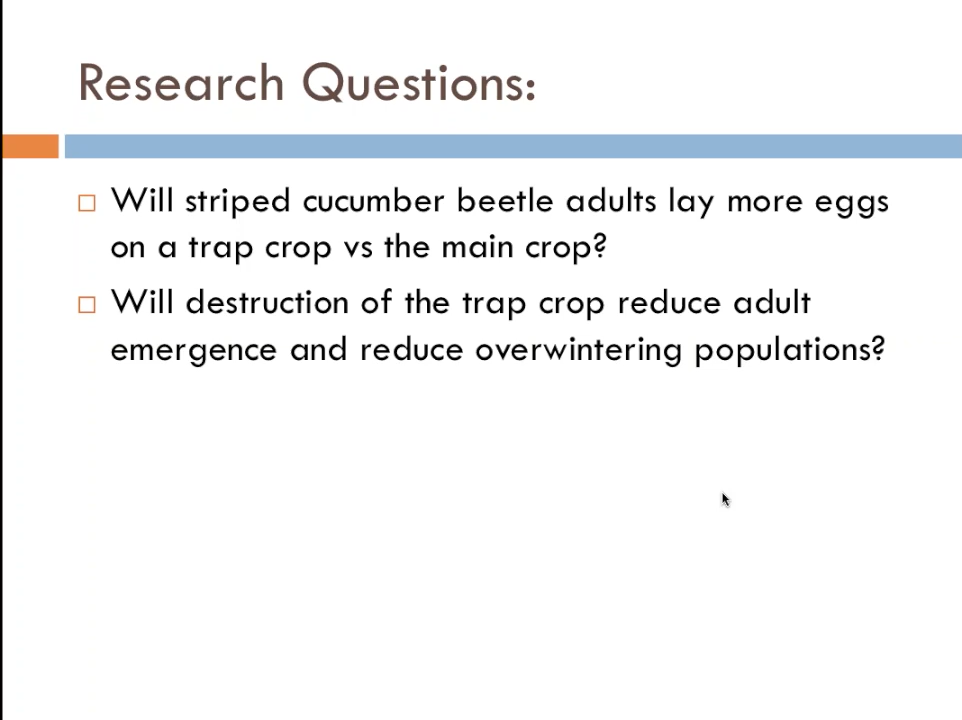 Research Questions:
Will striped cucumber beetle adults lay more eggs
on a trap crop vs the main crop?
Will destruction of the trap crop reduce adult
emergence and reduce overwintering populations?